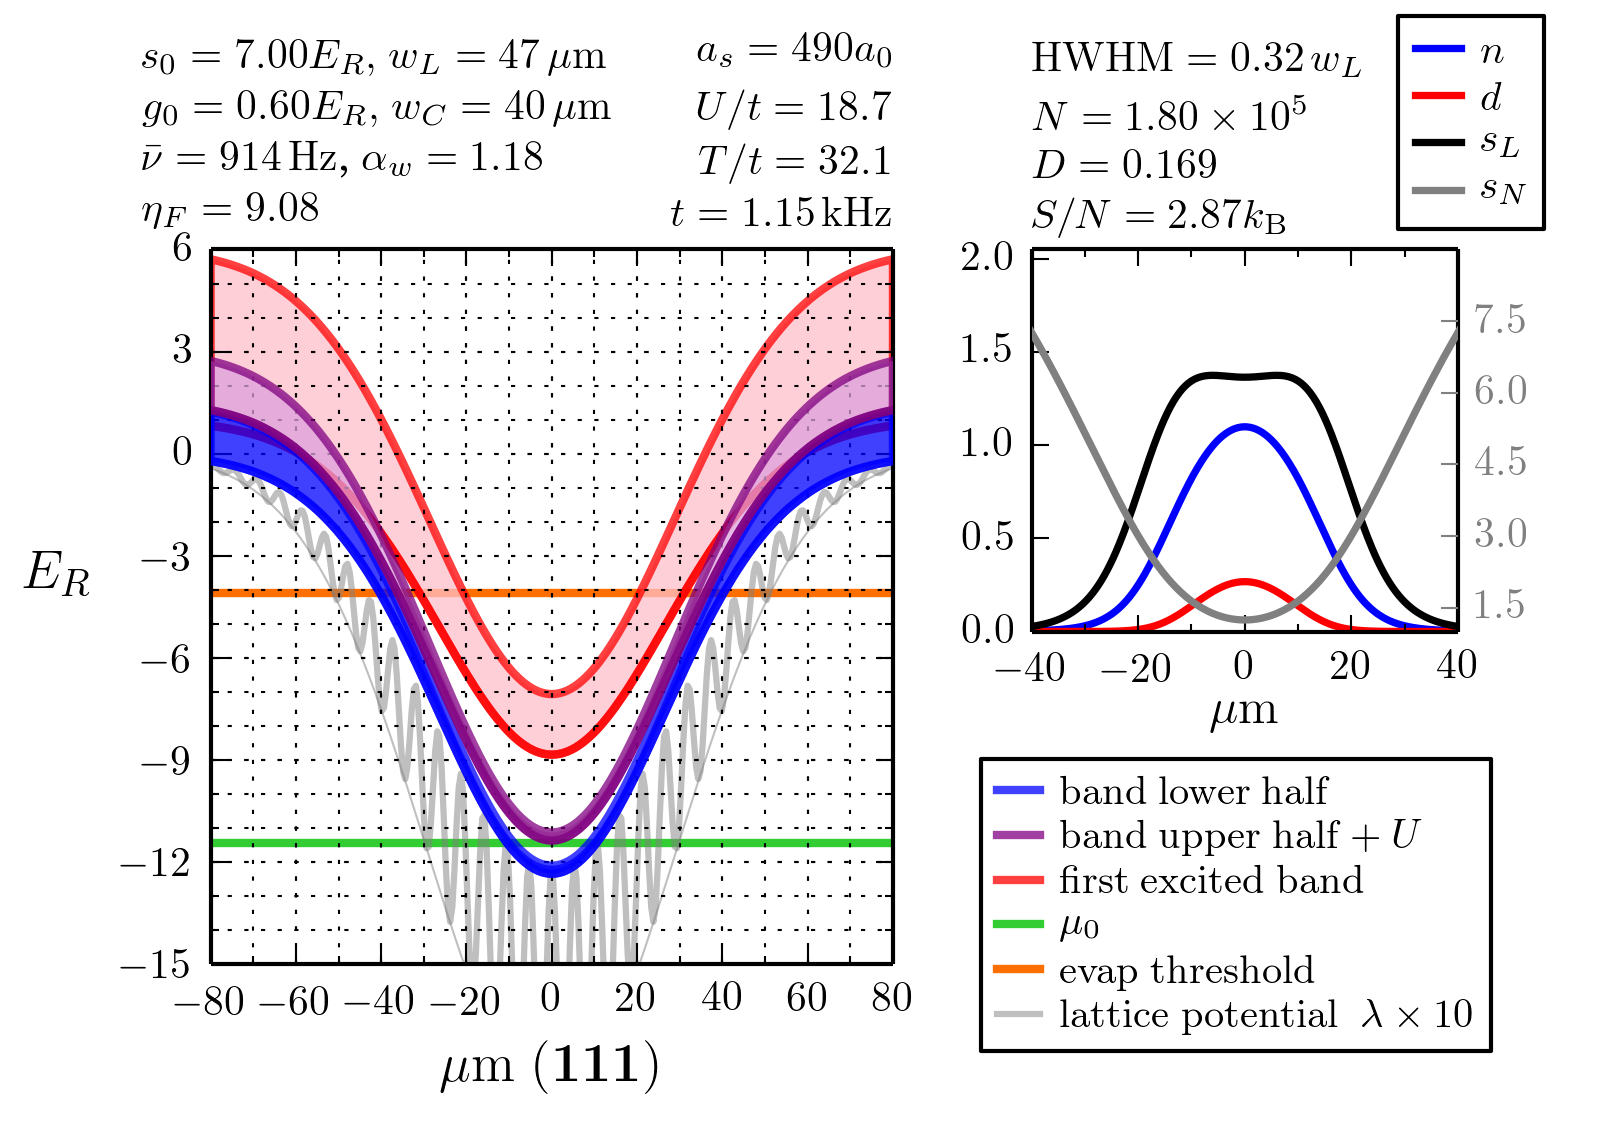 s₀ = 7.00E_R, w_L = 47 μm
g₀ = 0.60E_R, w_C = 40 μm
ν̄ = 914 Hz, α_w = 1.18
η_F = 9.08
a_s = 490a₀
U/t = 18.7
T/t = 32.1
t = 1.15 kHz
HWHM = 0.32 w_L
N = 1.80 × 10⁵
D = 0.169
S/N = 2.87k_B
n
d
s_L
s_N
6
3
0
−3
−6
−9
−12
−15
E_R
−80 −60 −40 −20 0 20 40 60 80
μm (111)
2.0
1.5
1.0
0.5
0.0
7.5
6.0
4.5
3.0
1.5
−40 −20 0 20 40
μm
band lower half
band upper half + U
first excited band
μ₀
evap threshold
lattice potential λ × 10